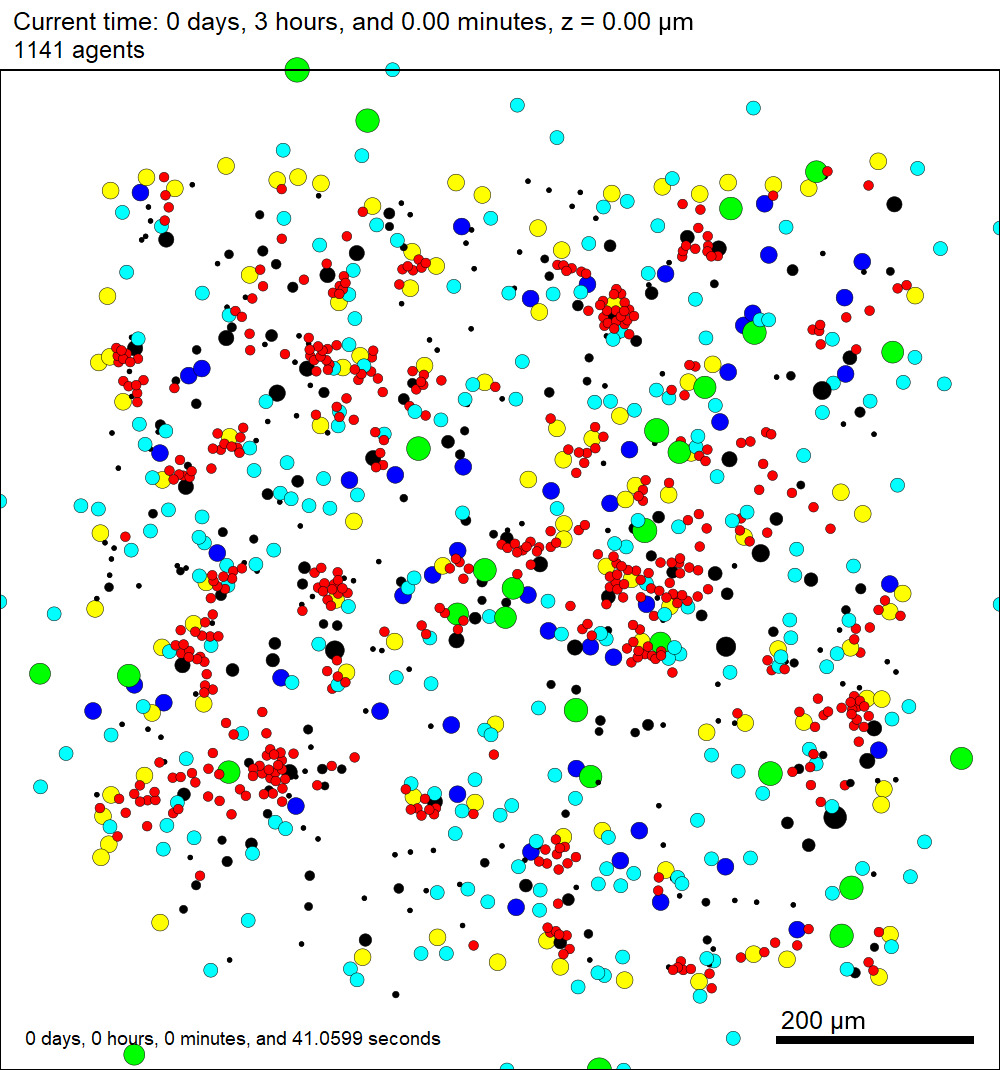 Current time: 0 days, 3 hours, and 0.00 minutes, z = 0.00 μm
1141 agents
200 μm
0 days, 0 hours, 0 minutes, and 41.0599 seconds